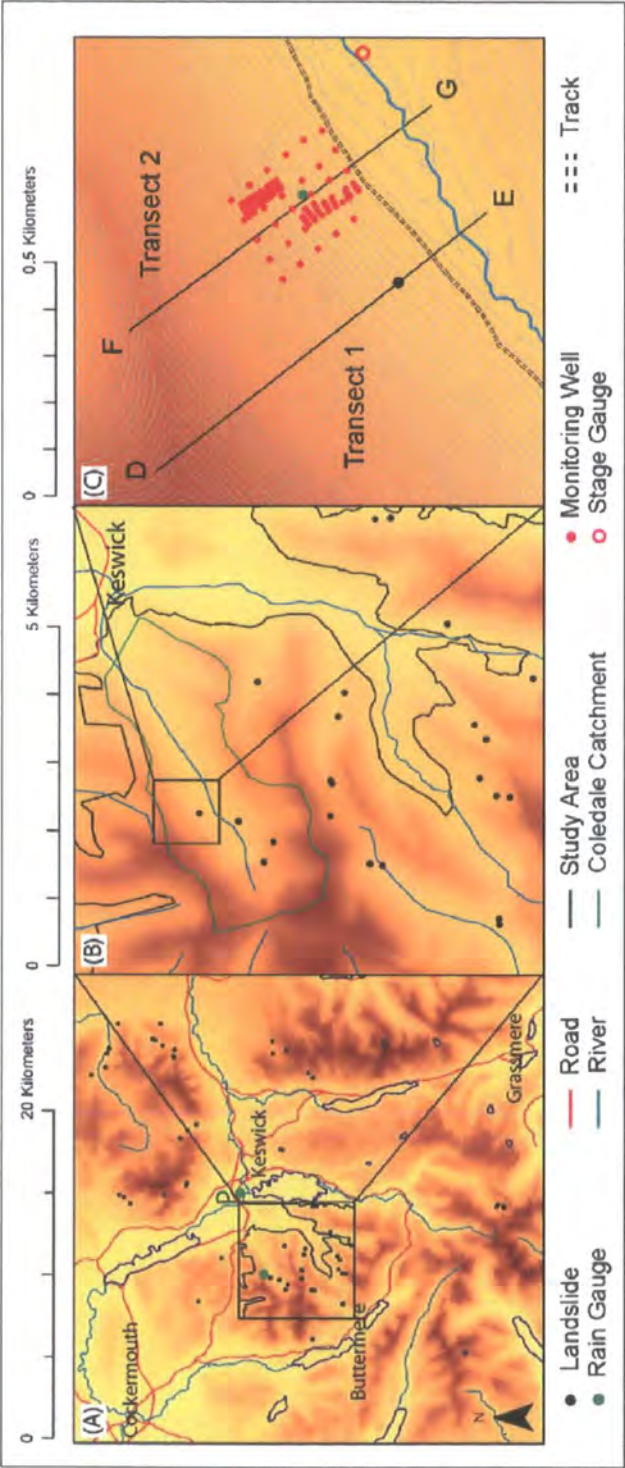 0 20 Kilometers
0 5 Kilometers
0 0.5 Kilometers
(A)
Cockermouth
P
Keswick
Buttermere
Grassmere
N
(B)
Keswick
(C)
D
F
Transect 2
Transect 1
E
G
Landslide
Rain Gauge
Road
River
Study Area
Coledale Catchment
Monitoring Well
Stage Gauge
Track